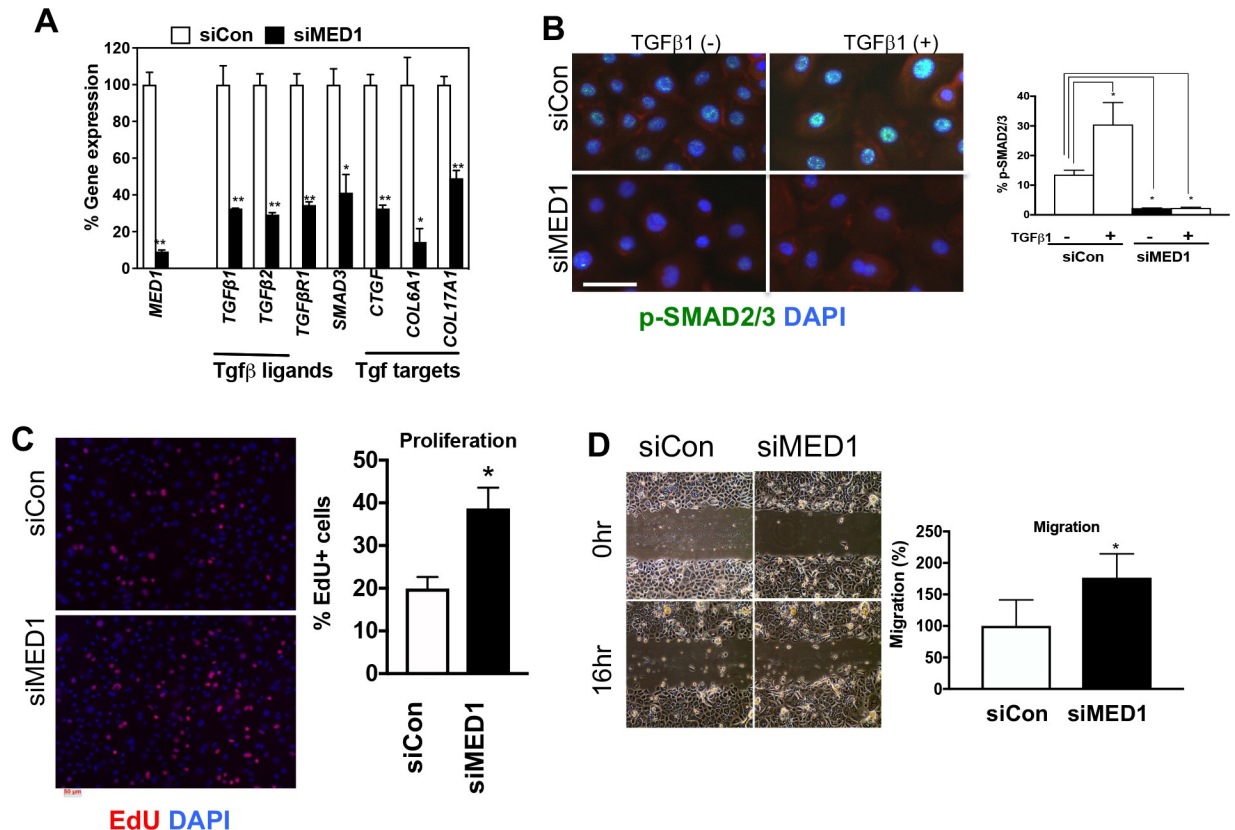 A
siCon siMED1
% Gene expression
120
100
80
60
40
20
0
** ** ** ** * ** * **
MED1
TGFβ1
TGFβ2
TGFβR1
SMAD3
CTGF
COL6A1
COL17A1
Tgfβ ligands
Tgf targets
B
TGFβ1 (-) TGFβ1 (+)
siCon
siMED1
p-SMAD2/3 DAPI
% p-SMAD2/3
40
30
20
10
0
* * *
TGFβ1 - + - +
siCon siMED1
C
siCon
siMED1
50 µm
EdU DAPI
Proliferation
% EdU+ cells
50
40
30
20
10
0
*
siCon
siMED1
D
siCon siMED1
0hr
16hr
Migration
Migration (%)
250
200
150
100
50
0
*
siCon siMED1